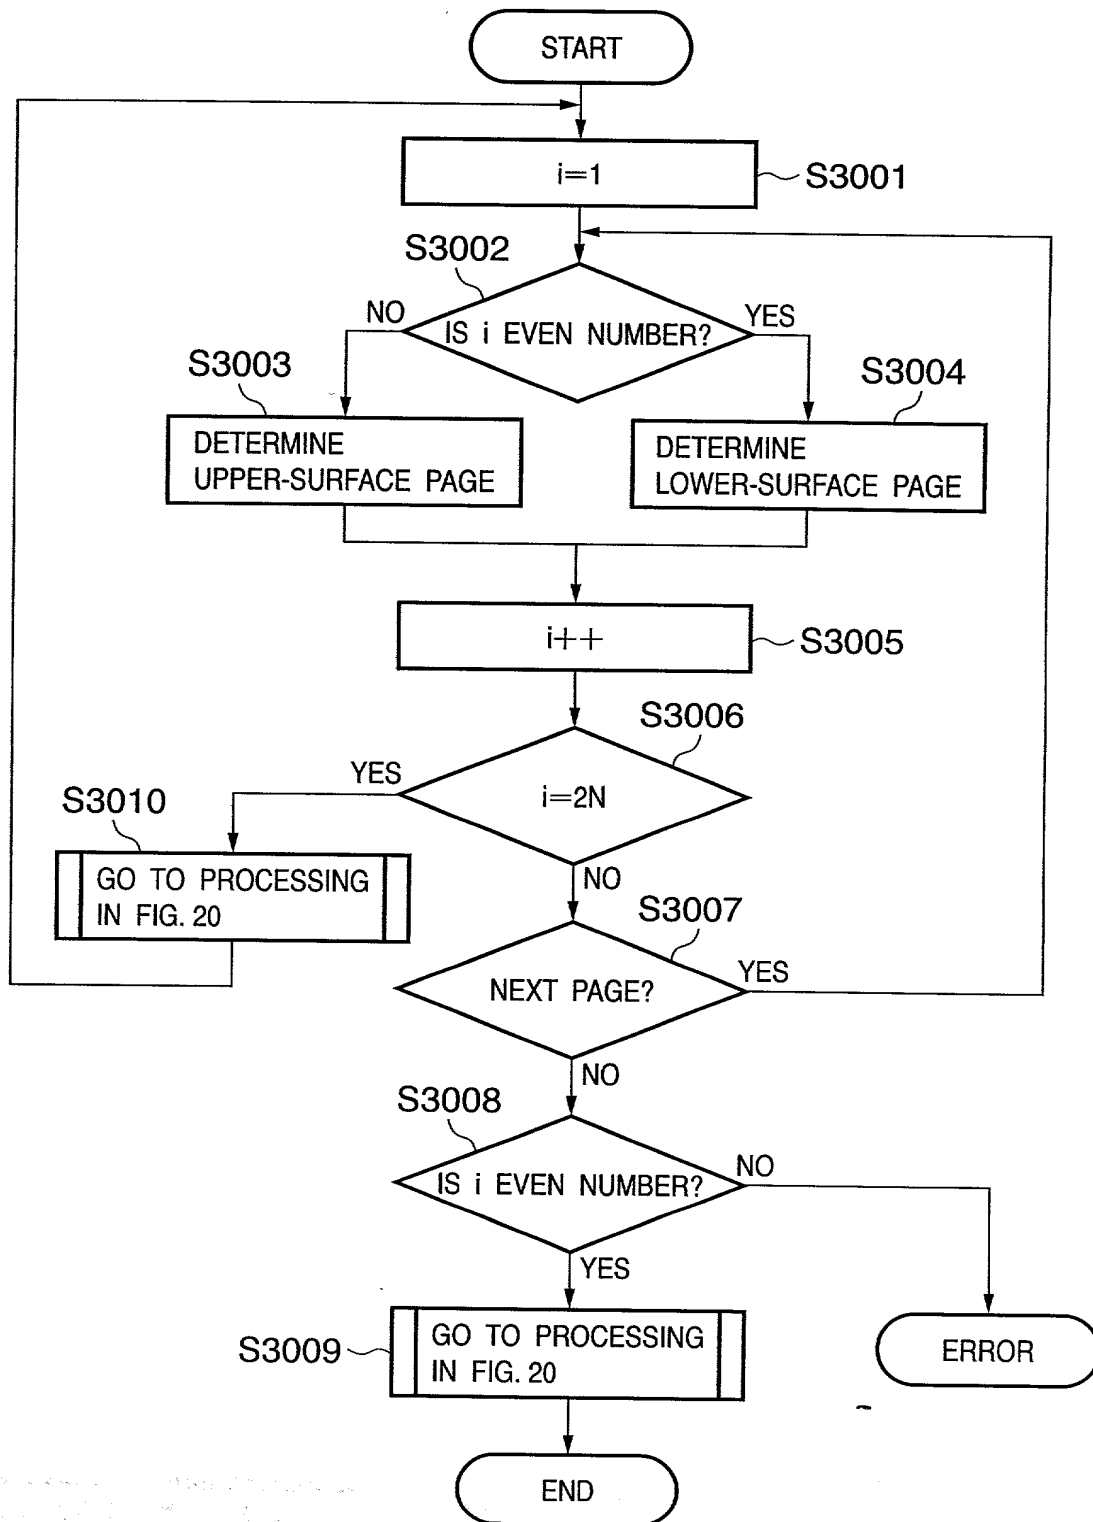 START
i=1
S3001
S3002
NO
IS i EVEN NUMBER?
YES
S3003
DETERMINE
UPPER-SURFACE PAGE
S3004
DETERMINE
LOWER-SURFACE PAGE
i++
S3005
S3006
YES
i=2N
NO
S3010
GO TO PROCESSING
IN FIG. 20
S3007
NEXT PAGE?
YES
NO
S3008
IS i EVEN NUMBER?
NO
YES
S3009
GO TO PROCESSING
IN FIG. 20
ERROR
END